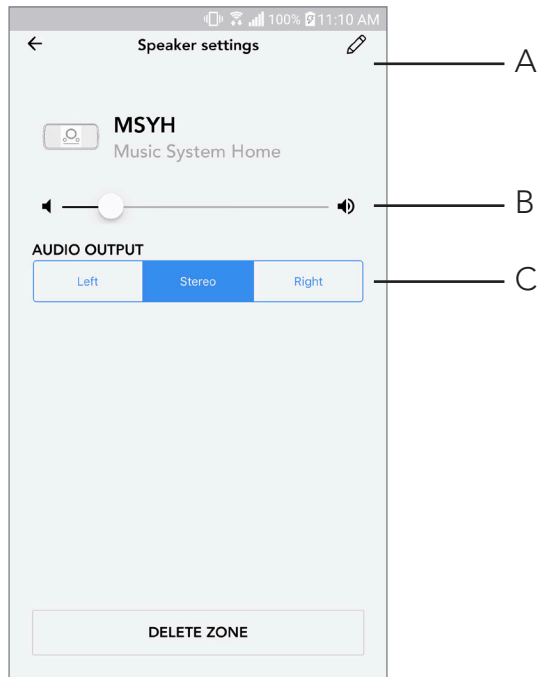 100% 11:10 AM
Speaker settings
A
MSYH
Music System Home
B
AUDIO OUTPUT
Left Stereo Right
C
DELETE ZONE